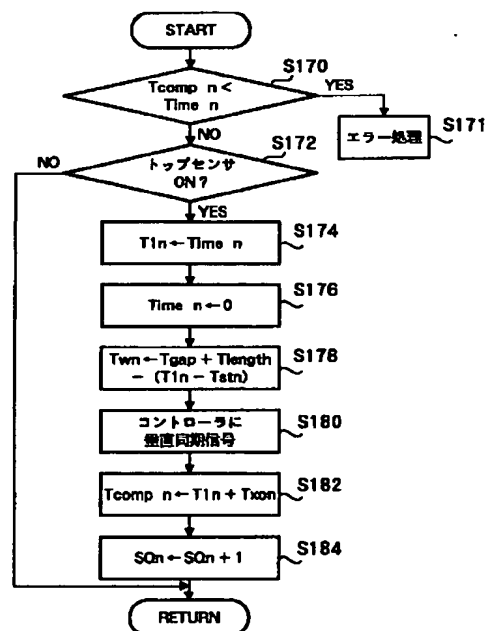 START
S170
Tcomp n <
Time n
YES
S171
エラー処理
NO
S172
トップセンサ
ON?
NO
YES
S174
T1n←Time n
S176
Time n←0
S178
Twn←Tgap + Tlength
- (T1n - Tstn)
S180
コントローラに
垂直同期信号
S182
Tcomp n←T1n + Txon
S184
SQn←SQn + 1
RETURN